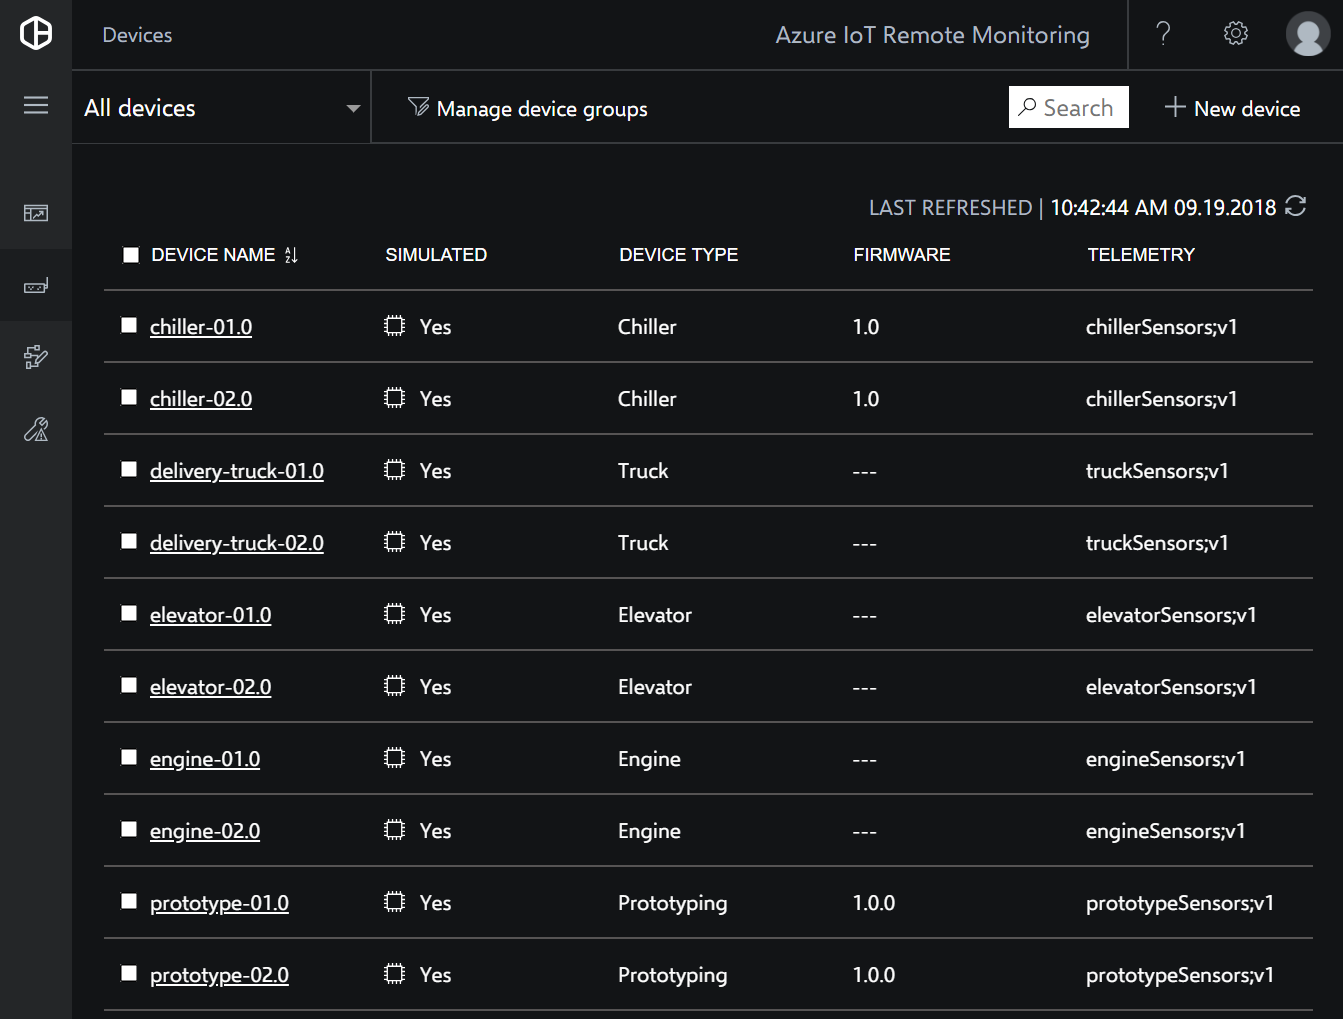 Devices
Azure IoT Remote Monitoring
All devices
Manage device groups
Search
New device
LAST REFRESHED | 10:42:44 AM 09.19.2018
DEVICE NAME SIMULATED DEVICE TYPE FIRMWARE TELEMETRY
chiller-01.0 Yes Chiller 1.0 chillerSensors;v1
chiller-02.0 Yes Chiller 1.0 chillerSensors;v1
delivery-truck-01.0 Yes Truck --- truckSensors;v1
delivery-truck-02.0 Yes Truck --- truckSensors;v1
elevator-01.0 Yes Elevator --- elevatorSensors;v1
elevator-02.0 Yes Elevator --- elevatorSensors;v1
engine-01.0 Yes Engine --- engineSensors;v1
engine-02.0 Yes Engine --- engineSensors;v1
prototype-01.0 Yes Prototyping 1.0.0 prototypeSensors;v1
prototype-02.0 Yes Prototyping 1.0.0 prototypeSensors;v1